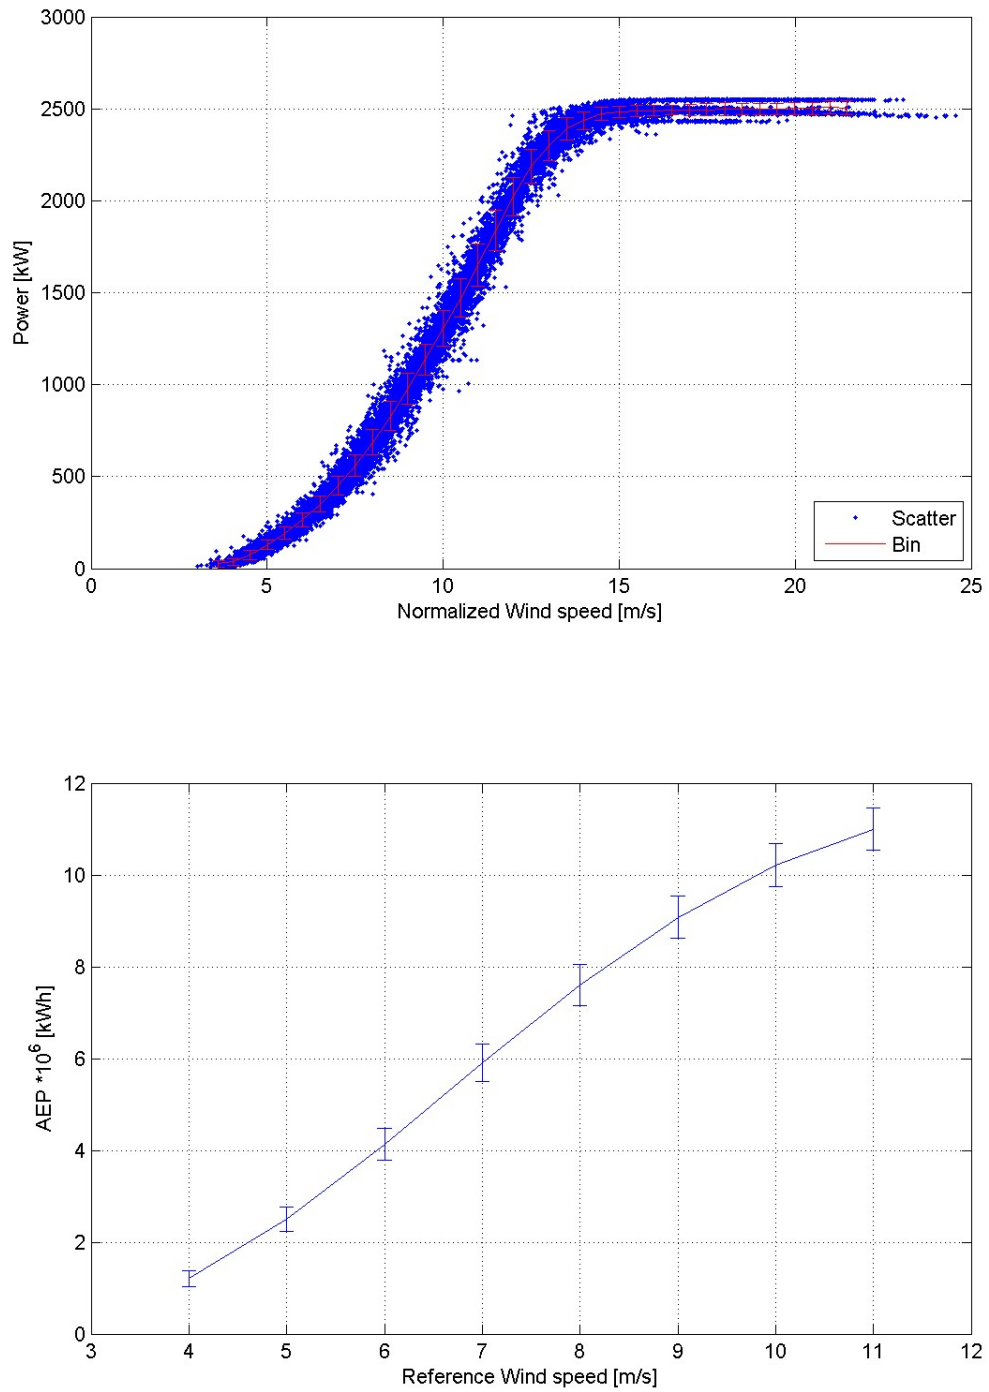 3000
2500
2000
1500
1000
500
0
Power [kW]
Scatter
Bin
0 5 10 15 20 25
Normalized Wind speed [m/s]
12
10
8
6
4
2
0
AEP *10⁶ [kWh]
3 4 5 6 7 8 9 10 11 12
Reference Wind speed [m/s]